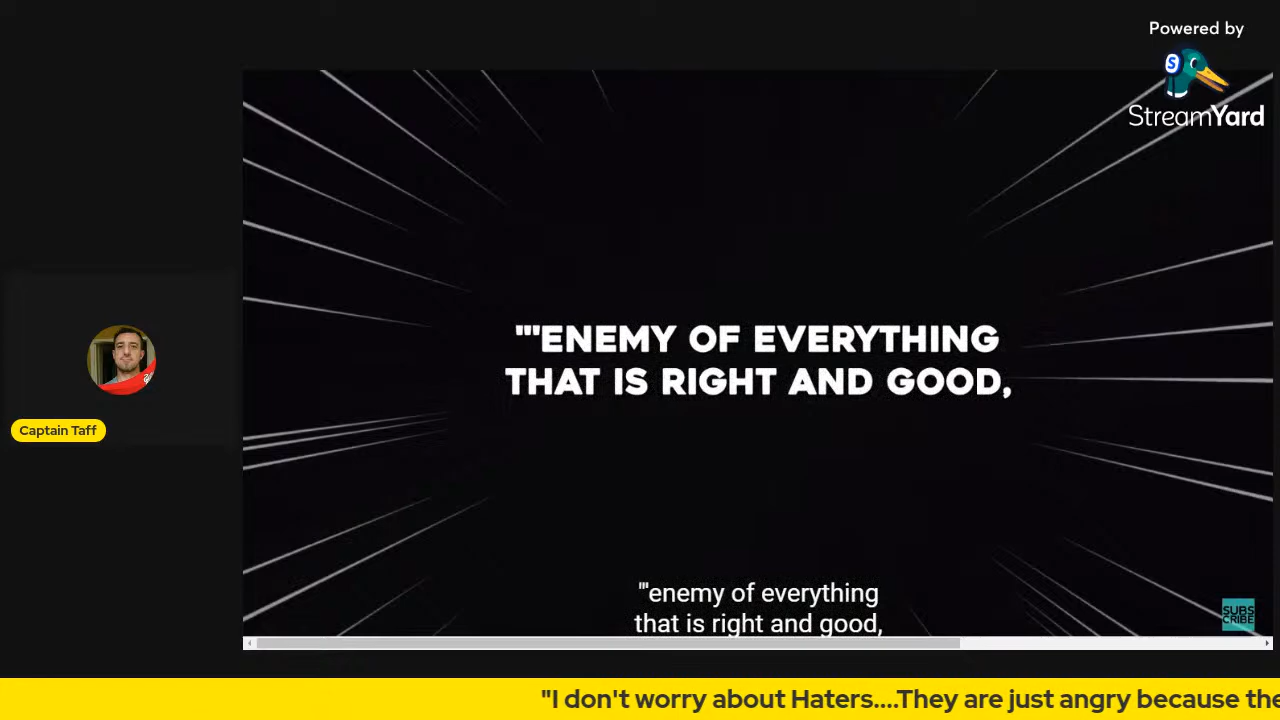 Powered by
S
StreamYard
"'ENEMY OF EVERYTHING
THAT IS RIGHT AND GOOD,
Captain Taff
"'enemy of everything
that is right and good,
SUBS
CRIBE
"I don't worry about Haters....They are just angry because the